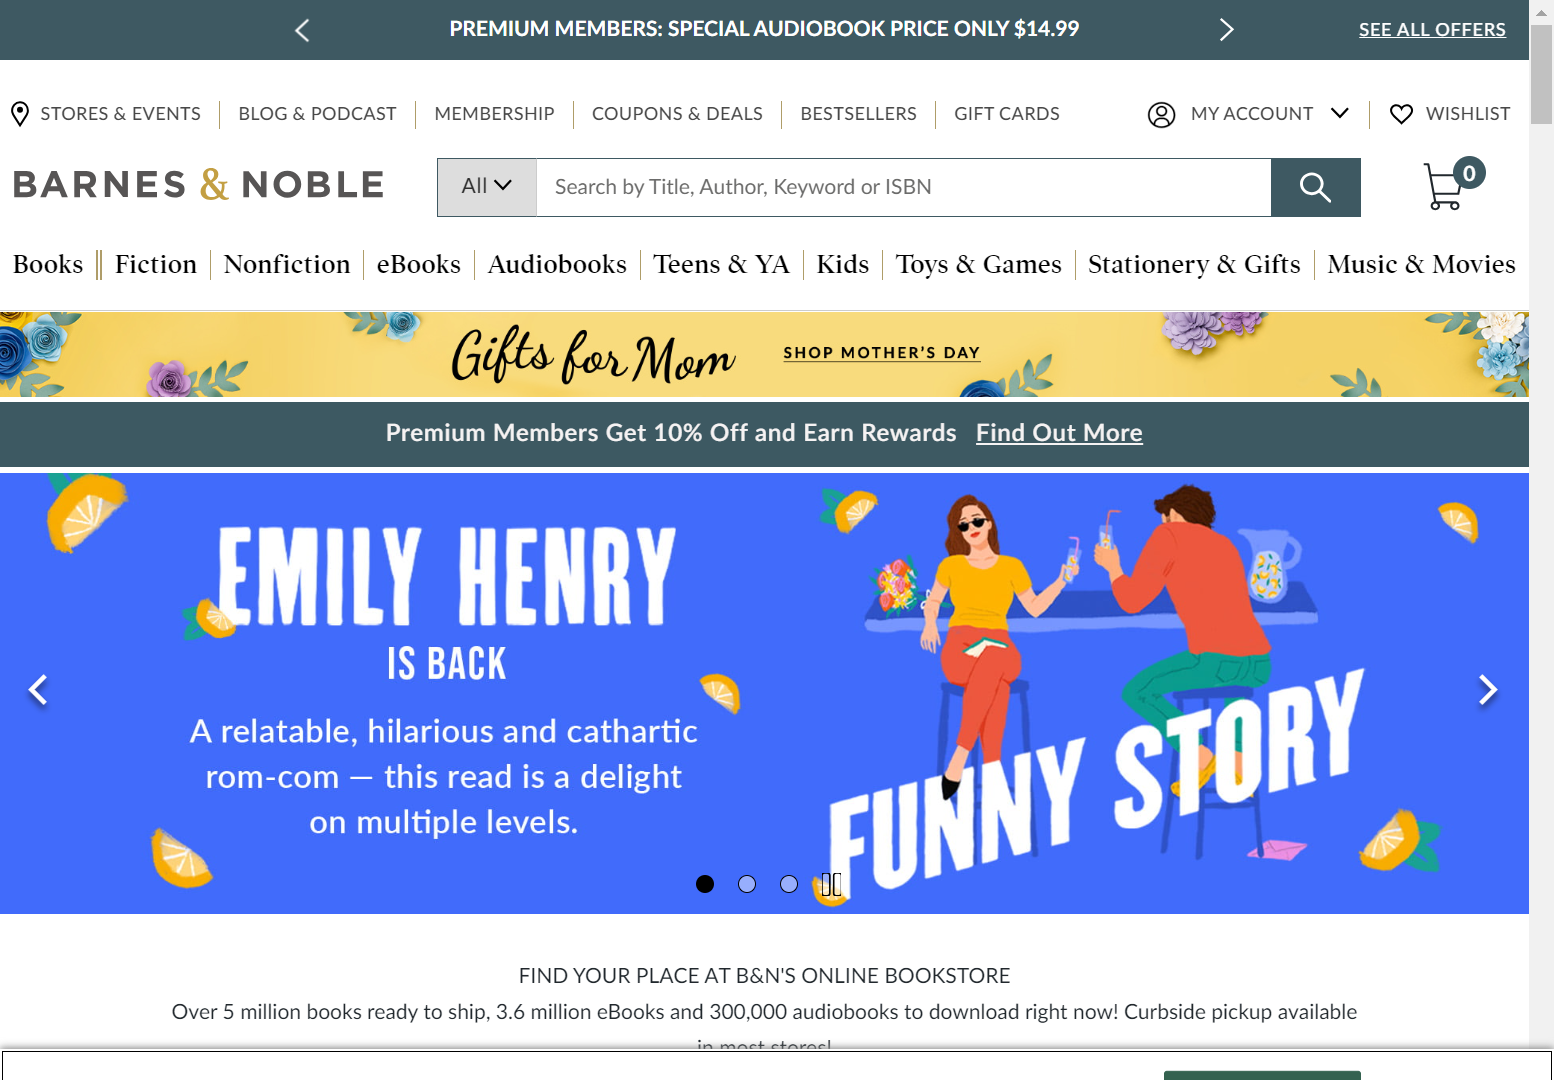 PREMIUM MEMBERS: SPECIAL AUDIOBOOK PRICE ONLY $14.99
SEE ALL OFFERS
STORES & EVENTS
BLOG & PODCAST
MEMBERSHIP
COUPONS & DEALS
BESTSELLERS
GIFT CARDS
MY ACCOUNT
WISHLIST
BARNES & NOBLE
All
Search by Title, Author, Keyword or ISBN
0
Books
Fiction
Nonfiction
eBooks
Audiobooks
Teens & YA
Kids
Toys & Games
Stationery & Gifts
Music & Movies
Gifts for Mom
SHOP MOTHER'S DAY
Premium Members Get 10% Off and Earn Rewards Find Out More
EMILY HENRY
IS BACK
A relatable, hilarious and cathartic
rom-com — this read is a delight
on multiple levels.
FUNNY STORY
FIND YOUR PLACE AT B&N'S ONLINE BOOKSTORE
Over 5 million books ready to ship, 3.6 million eBooks and 300,000 audiobooks to download right now! Curbside pickup available
in most stores!